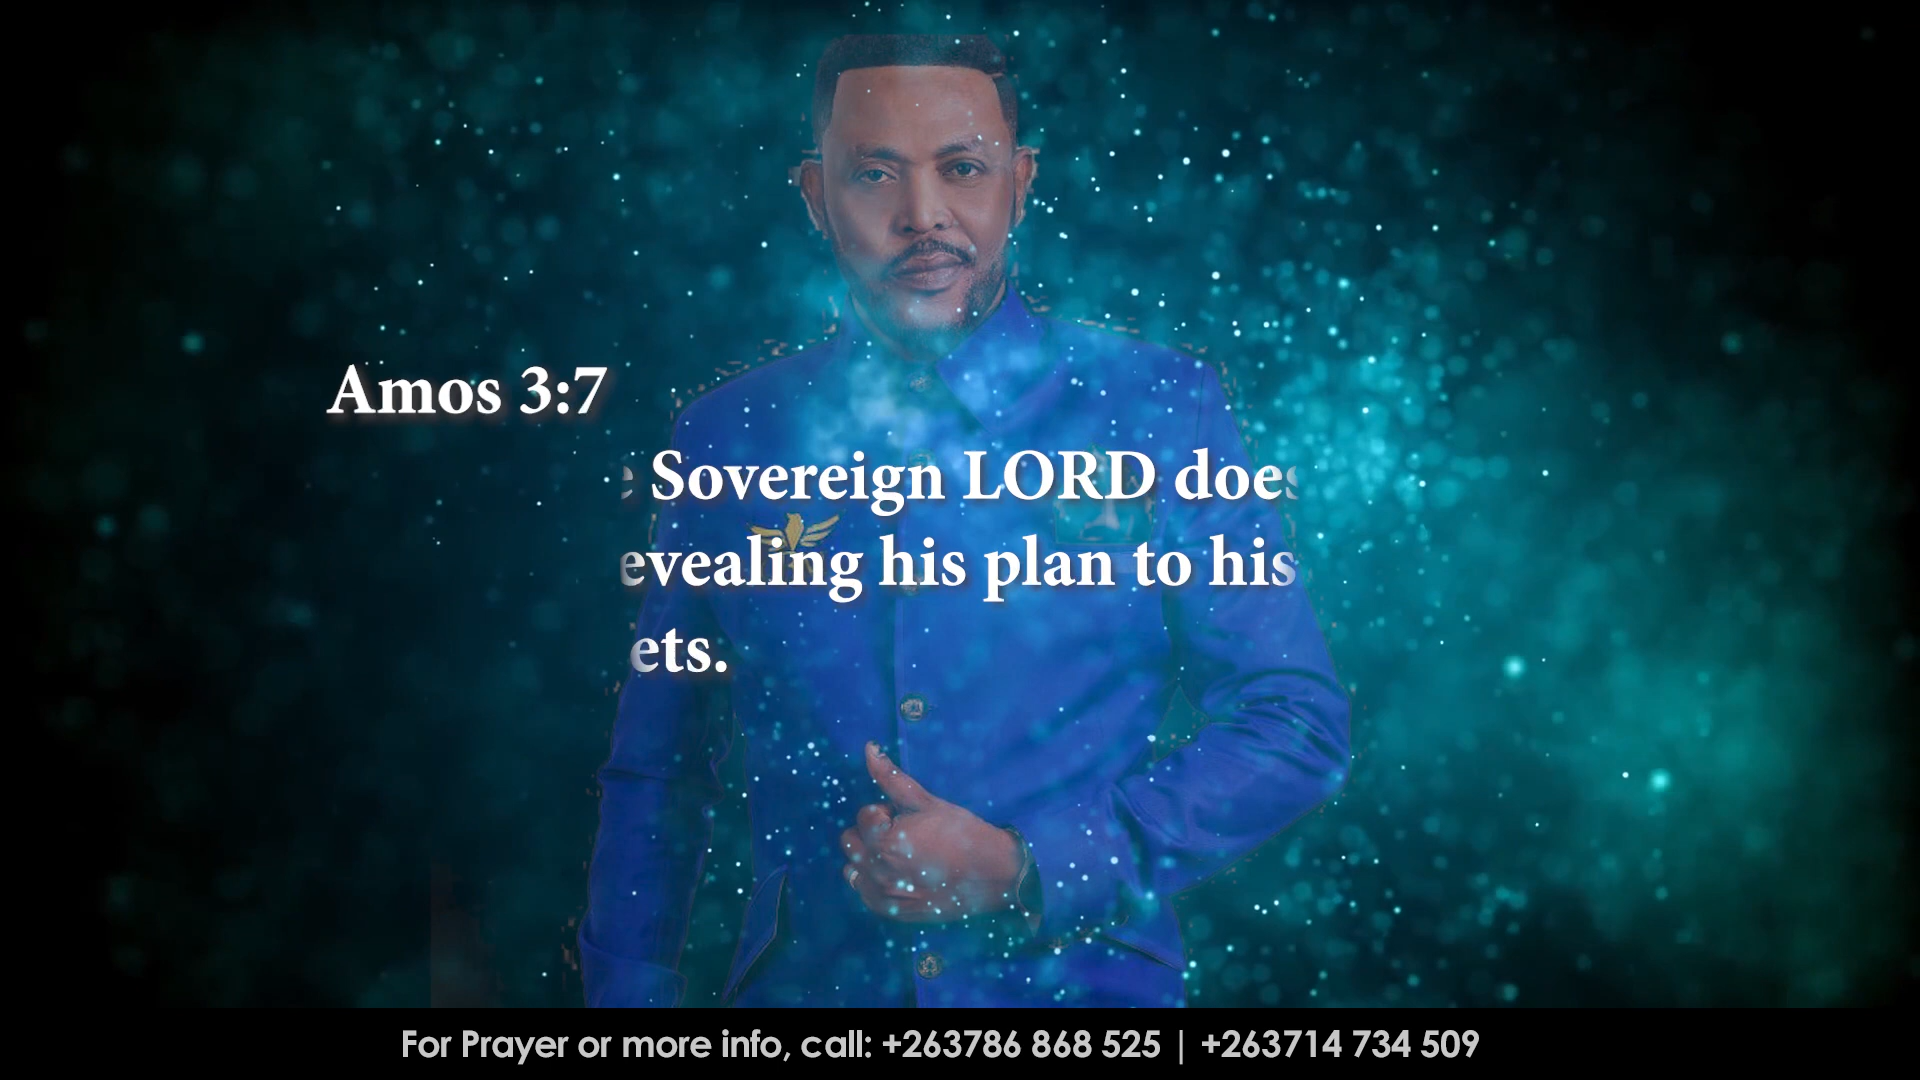 Amos 3:7
Sovereign LORD does
evealing his plan to his
ets.
For Prayer or more info, call: +263786 868 525 | +263714 734 509